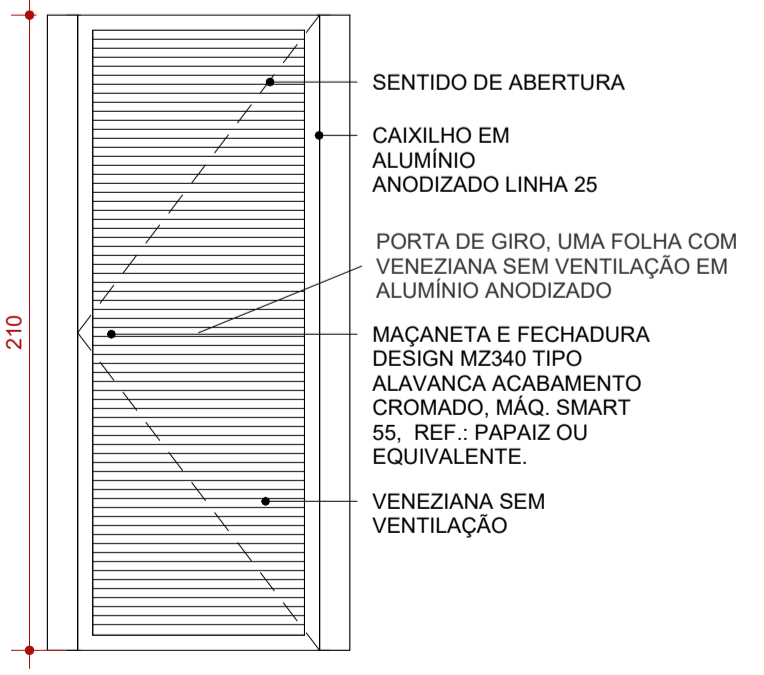 SENTIDO DE ABERTURA
CAIXILHO EM
ALUMÍNIO
ANODIZADO LINHA 25
PORTA DE GIRO, UMA FOLHA COM
VENEZIANA SEM VENTILAÇÃO EM
ALUMÍNIO ANODIZADO
210
MAÇANETA E FECHADURA
DESIGN MZ340 TIPO
ALAVANCA ACABAMENTO
CROMADO, MÁQ. SMART
55, REF.: PAPAIZ OU
EQUIVALENTE.
VENEZIANA SEM
VENTILAÇÃO